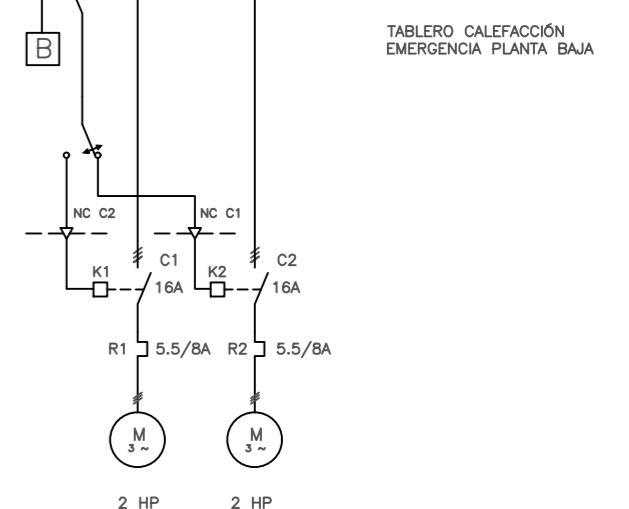 TABLERO CALEFACCIÓN
EMERGENCIA PLANTA BAJA
B
NC C2
NC C1
K1
C1
16A
K2
C2
16A
R1
5.5/8A
R2
5.5/8A
M
3 ~
M
3 ~
2 HP
2 HP